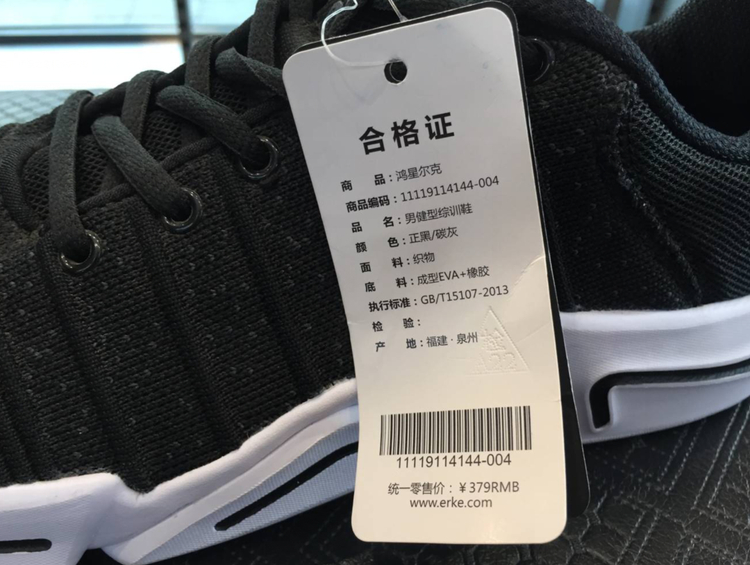 合格证
商 品：鸿星尔克
商品编码：11119114144-004
品 名：男健型综训鞋
颜 色：正黑/碳灰
面 料：织物
底 料：成型EVA+橡胶
执行标准：GB/T15107-2013
检 验：
产 地：福建·泉州
11119114144-004
统一零售价：￥379RMB
www.erke.com